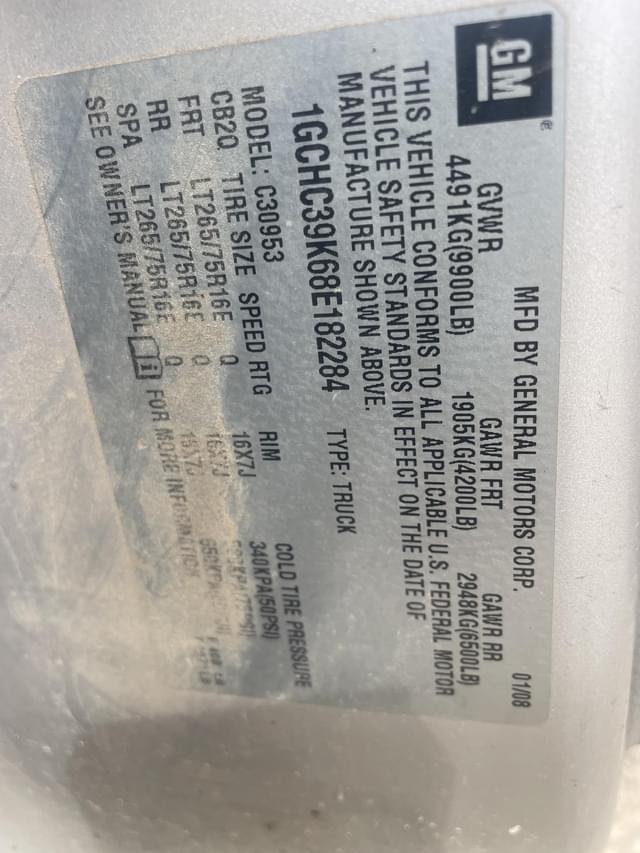 GM ®
MFD BY GENERAL MOTORS CORP. 01/08
GVWR GAWR FRT GAWR RR
4491KG(9900LB) 1905KG(4200LB) 2948KG(6500LB)
THIS VEHICLE CONFORMS TO ALL APPLICABLE U.S. FEDERAL MOTOR
VEHICLE SAFETY STANDARDS IN EFFECT ON THE DATE OF
MANUFACTURE SHOWN ABOVE.
1GCHC39K68E182284 TYPE: TRUCK
MODEL: C30953
CB2Q TIRE SIZE SPEED RTG RIM COLD TIRE PRESSURE
FRT LT265/75R16E Q 16X7J 340KPA(50PSI)
RR LT265/75R16E Q 16X7J
SPA LT265/75R16E Q 16X7J
SEE OWNER'S MANUAL FOR MORE INFORMATION